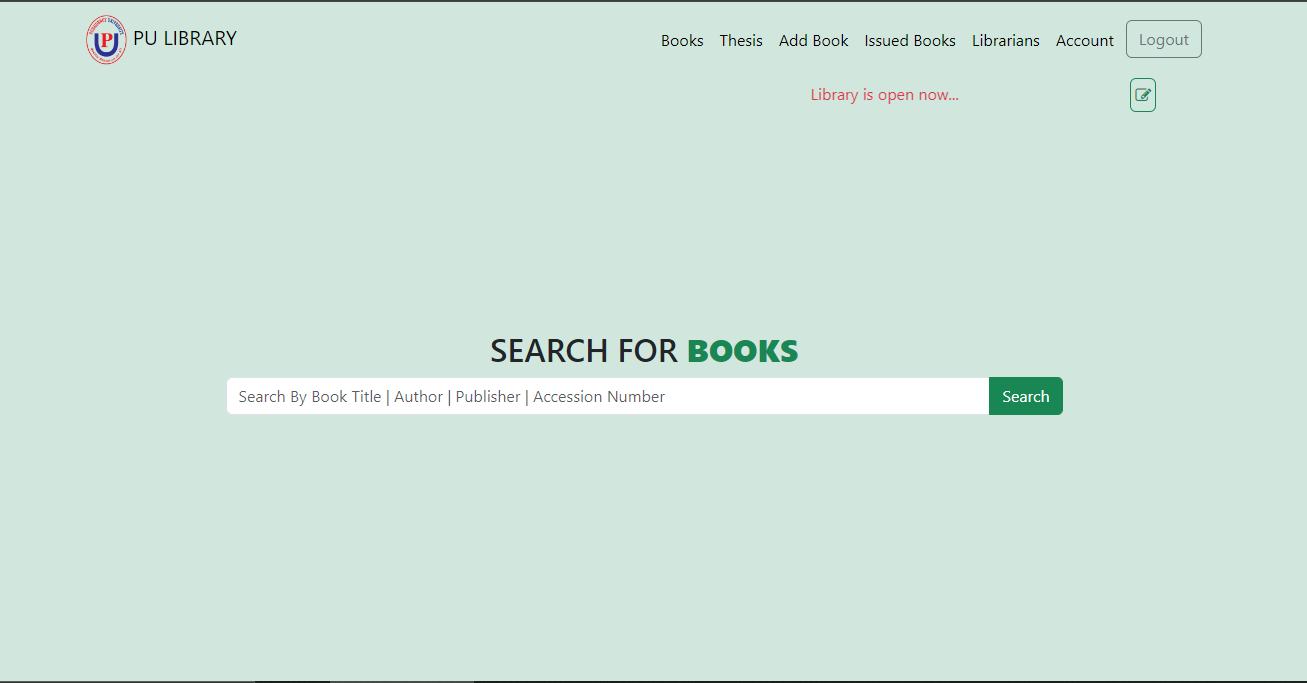 PU LIBRARY
Books Thesis Add Book Issued Books Librarians Account Logout
Library is open now...
SEARCH FOR BOOKS
Search By Book Title | Author | Publisher | Accession Number
Search